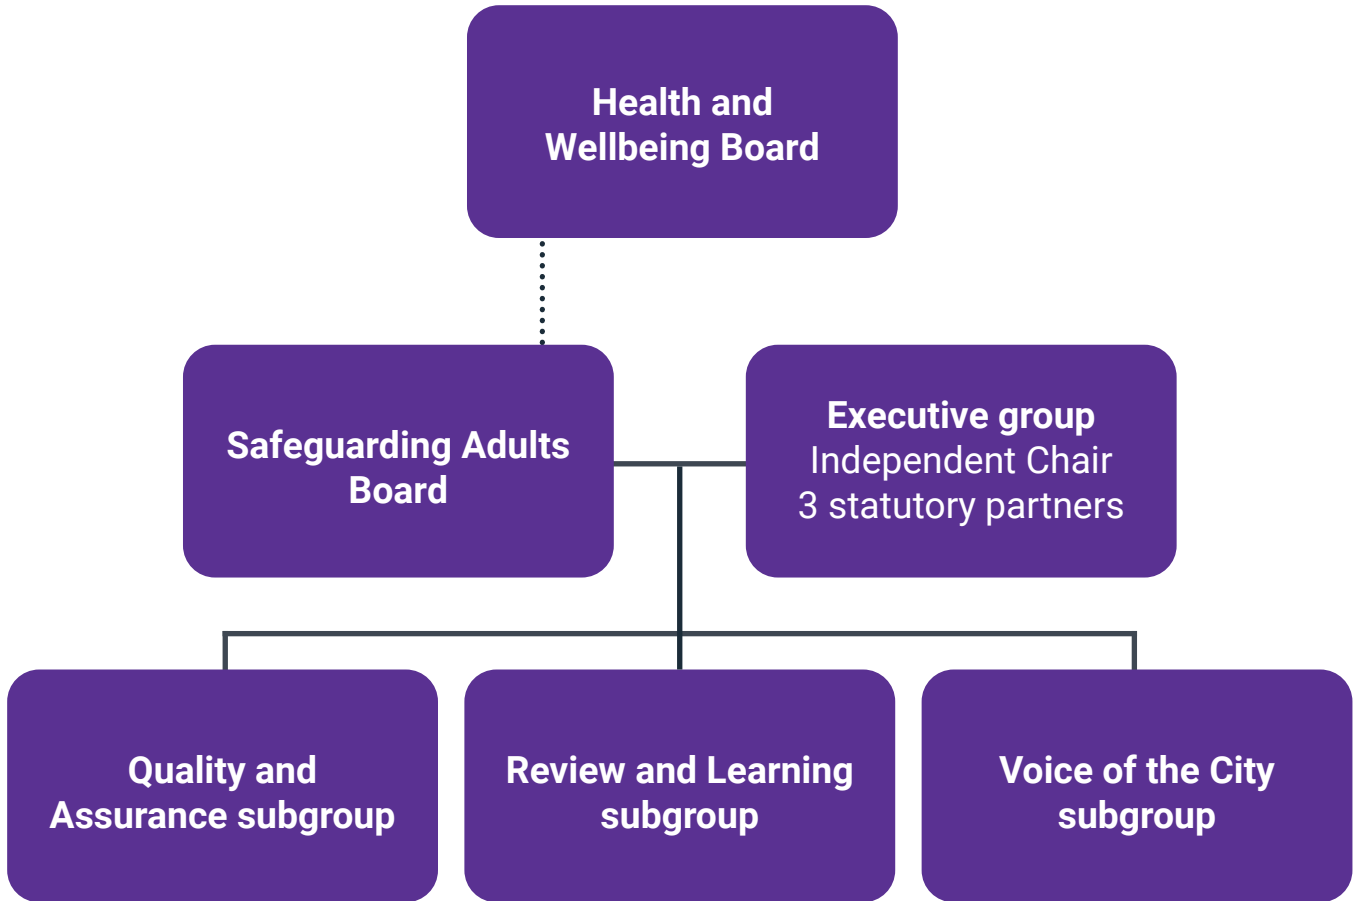 Health and
Wellbeing Board
Safeguarding Adults
Board
Executive group
Independent Chair
3 statutory partners
Quality and
Assurance subgroup
Review and Learning
subgroup
Voice of the City
subgroup